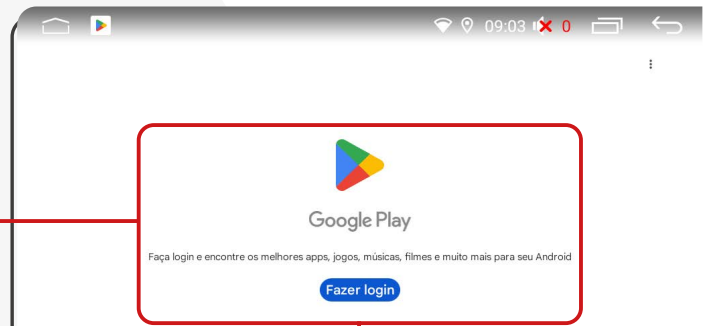 09:03 0
Google Play
Faça login e encontre os melhores apps, jogos, músicas, filmes e muito mais para seu Android
Fazer login